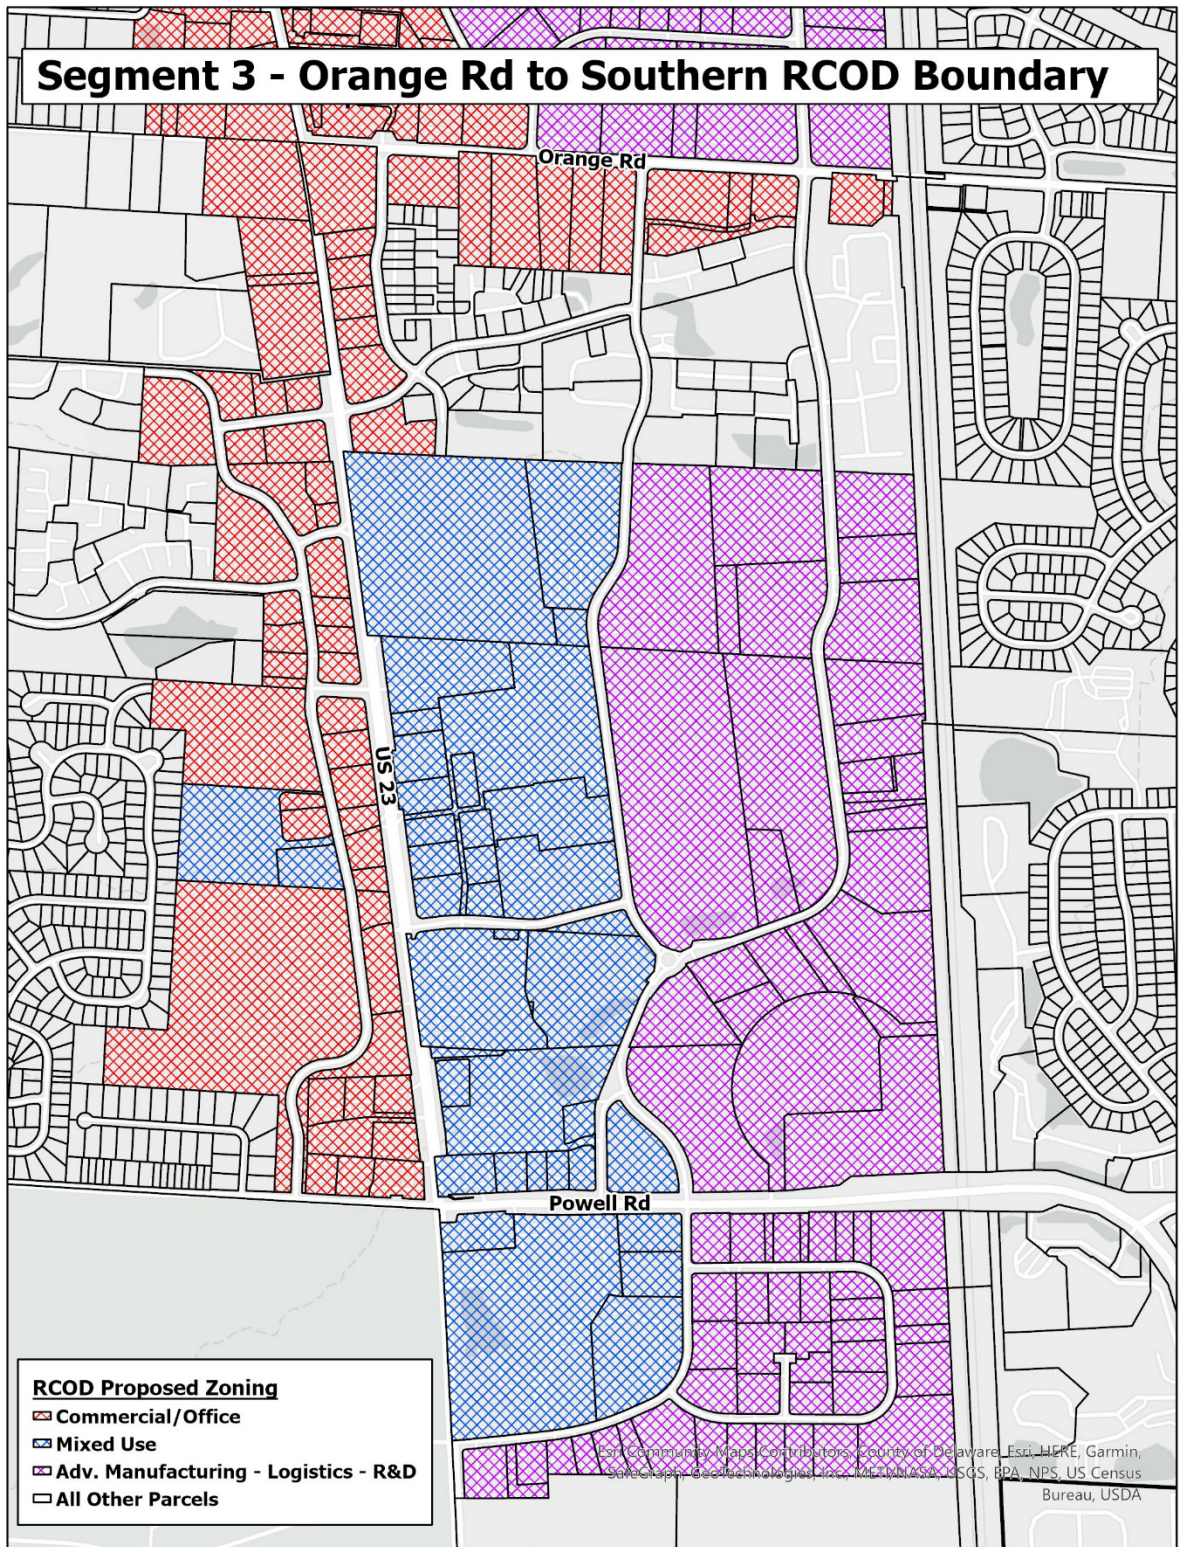 Segment 3 - Orange Rd to Southern RCOD Boundary
Orange Rd
US 23
Powell Rd
RCOD Proposed Zoning
Commercial/Office
Mixed Use
Adv. Manufacturing - Logistics - R&D
All Other Parcels
Esri Community Maps Contributors, County of Delaware, Esri, HERE, Garmin,
SafeGraph, GeoTechnologies, Inc, METI/NASA, USGS, EPA, NPS, US Census
Bureau, USDA